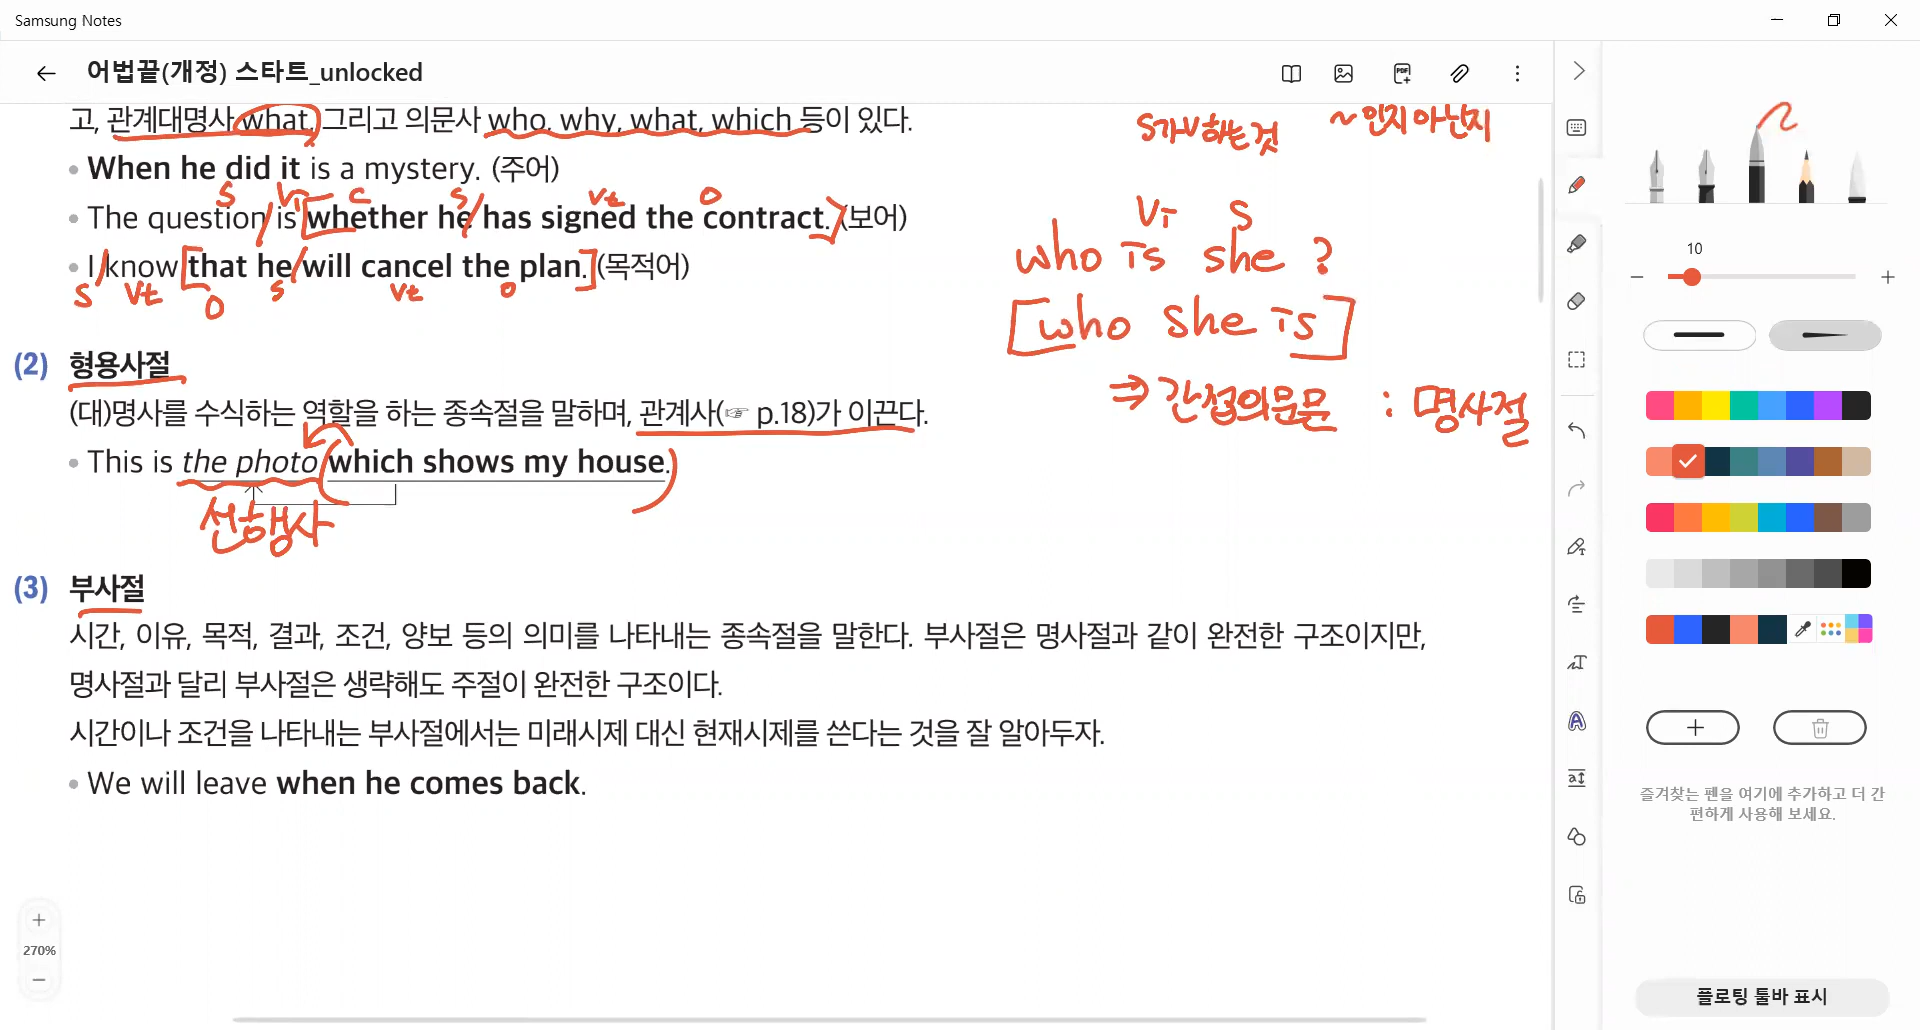 Samsung Notes
어법끝(개정) 스타트_unlocked
고, 관계대명사 what, 그리고 의문사 who, why, what, which 등이 있다.
S가V하는것 ~인지아닌지
When he did it is a mystery. (주어)
S Vi C S Vt O
The question is whether he has signed the contract. (보어)
I know that he will cancel the plan. (목적어)
S Vt O S Vt O
Vi S
who is she ?
[who she is]
⇒ 간접의문문 : 명사절
(2) 형용사절
(대)명사를 수식하는 역할을 하는 종속절을 말하며, 관계사(☞ p.18)가 이끈다.
This is the photo which shows my house.
선행사
(3) 부사절
시간, 이유, 목적, 결과, 조건, 양보 등의 의미를 나타내는 종속절을 말한다. 부사절은 명사절과 같이 완전한 구조이지만,
명사절과 달리 부사절은 생략해도 주절이 완전한 구조이다.
시간이나 조건을 나타내는 부사절에서는 미래시제 대신 현재시제를 쓴다는 것을 잘 알아두자.
We will leave when he comes back.
270%
10
즐겨찾는 펜을 여기에 추가하고 더 간
편하게 사용해 보세요.
플로팅 툴바 표시